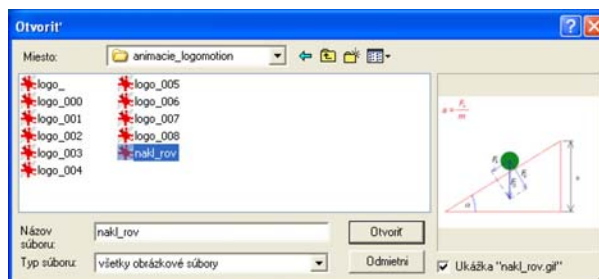 Otvoriť
Miesto: animacie_logomotion
logo_
logo_000
logo_001
logo_002
logo_003
logo_004
logo_005
logo_006
logo_007
logo_008
nakl_rov
m
α
Názov súboru: nakl_rov
Otvoriť
Typ súboru: všetky obrázkové súbory
Odmietni
Ukážka "nakl_rov.gif"